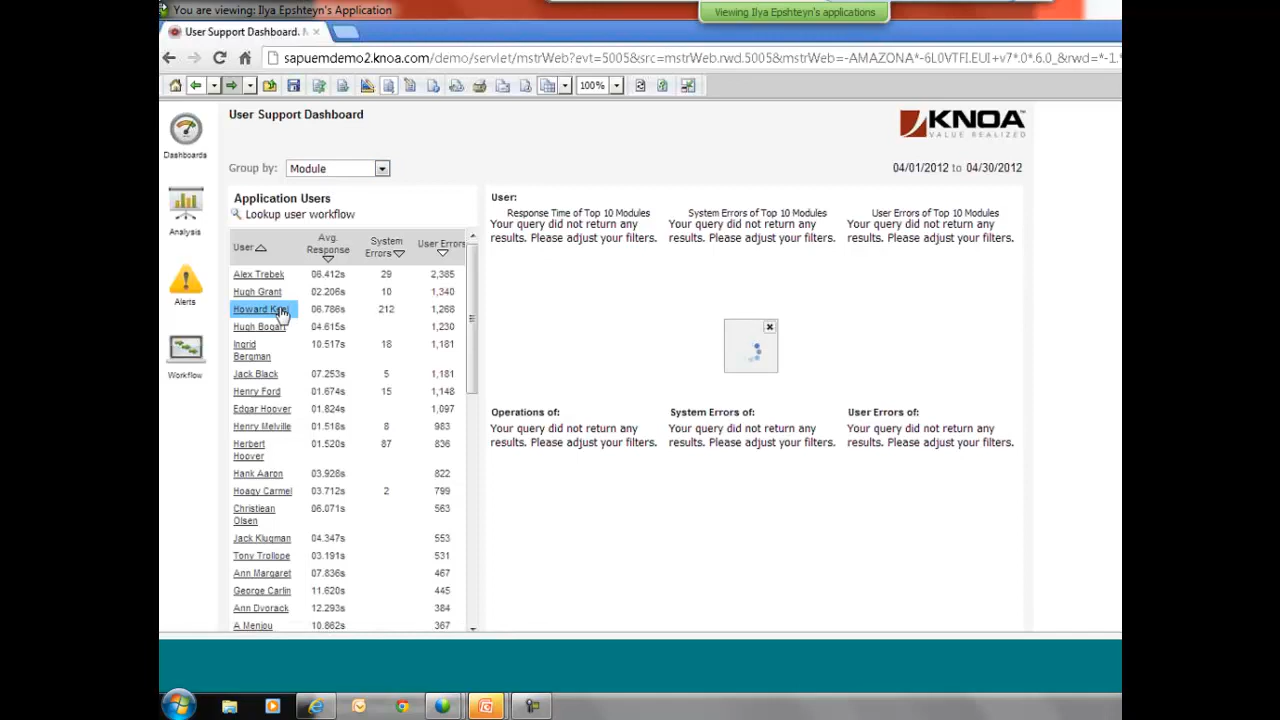 You are viewing: Ilya Epshteyn's Application
Viewing Ilya Epshteyn's applications
User Support Dashboard.
sapuemdemo2.knoa.com/demo/servlet/mstrWeb?evt=5005&src=mstrWeb.rwd.5005&mstrWeb=-AMAZONA*-6L0VTFI.EUI+v7*.0*.6.0_&rwd=*-1.*
100%
User Support Dashboard
KNOA
VALUE REALIZED
Dashboards
Analysis
Alerts
Workflow
Group by: Module
04/01/2012 to 04/30/2012
Application Users
Lookup user workflow
User Avg. Response System Errors User Errors
Alex Trebek 06.412s 29 2,385
Hugh Grant 02.206s 10 1,340
Howard 06.786s 212 1,268
Hugh Bogart 04.615s 1,230
Ingrid Bergman 10.517s 18 1,181
Jack Black 07.253s 5 1,181
Henry Ford 01.674s 15 1,148
Edgar Hoover 01.824s 1,097
Henry Melville 01.518s 8 983
Herbert Hoover 01.520s 87 836
Hank Aaron 03.928s 822
Hoagy Carmel 03.712s 2 799
Christiean Olsen 06.071s 563
Jack Klugman 04.347s 553
Tony Trollope 03.191s 531
Ann Margaret 07.836s 467
George Carlin 11.620s 445
Ann Dvorack 12.293s 384
A Menjou 10.862s 367
User:
Response Time of Top 10 Modules
Your query did not return any
results. Please adjust your filters.
System Errors of Top 10 Modules
Your query did not return any
results. Please adjust your filters.
User Errors of Top 10 Modules
Your query did not return any
results. Please adjust your filters.
Operations of:
Your query did not return any
results. Please adjust your filters.
System Errors of:
Your query did not return any
results. Please adjust your filters.
User Errors of:
Your query did not return any
results. Please adjust your filters.